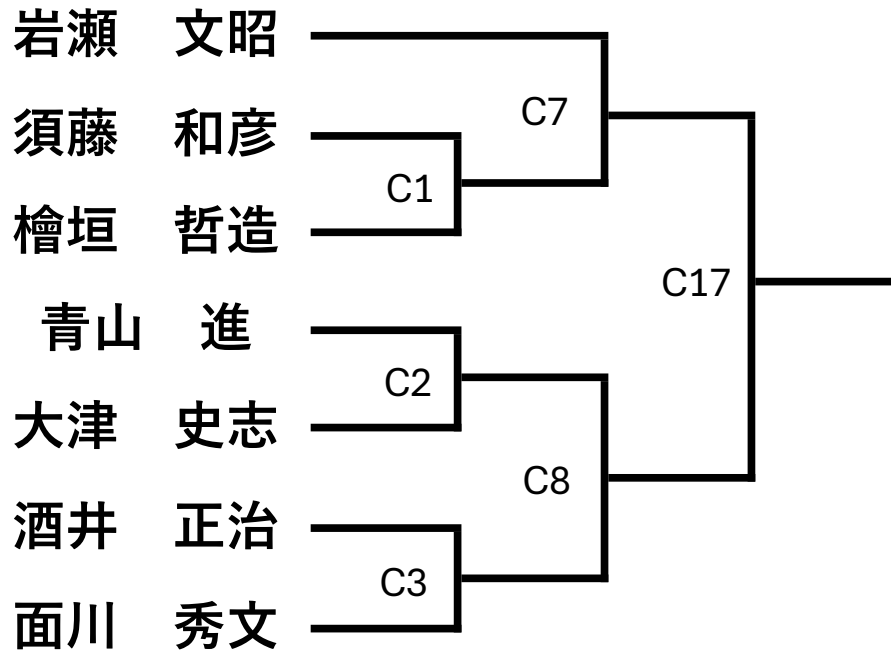 岩瀬　文昭
C7
須藤　和彦
C1
檜垣　哲造
C17
青山　進
C2
大津　史志
C8
酒井　正治
C3
面川　秀文